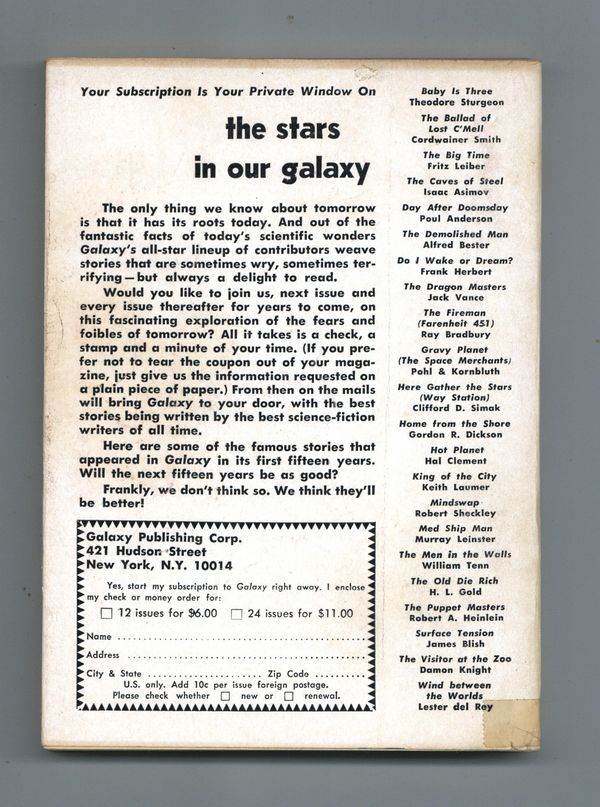 Your Subscription Is Your Private Window On
the stars
in our galaxy
The only thing we know about tomorrow
is that it has its roots today. And out of the
fantastic facts of today's scientific wonders
Galaxy's all-star lineup of contributors weave
stories that are sometimes wry, sometimes ter-
rifying—but always a delight to read.
Would you like to join us, next issue and
every issue thereafter for years to come, on
this fascinating exploration of the fears and
foibles of tomorrow? All it takes is a check, a
stamp and a minute of your time. (If you pre-
fer not to tear the coupon out of your maga-
zine, just give us the information requested on
a plain piece of paper.) From then on the mails
will bring Galaxy to your door, with the best
stories being written by the best science-fiction
writers of all time.
Here are some of the famous stories that
appeared in Galaxy in its first fifteen years.
Will the next fifteen years be as good?
Frankly, we don't think so. We think they'll
be better!
Galaxy Publishing Corp.
421 Hudson Street
New York, N.Y. 10014
Yes, start my subscription to Galaxy right away. I enclose
my check or money order for:
12 issues for $6.00 24 issues for $11.00
Name
Address
City & State Zip Code
U.S. only. Add 10c per issue foreign postage.
Please check whether new or renewal.
Baby Is Three
Theodore Sturgeon
The Ballad of
Lost C'Mell
Cordwainer Smith
The Big Time
Fritz Leiber
The Caves of Steel
Isaac Asimov
Day After Doomsday
Poul Anderson
The Demolished Man
Alfred Bester
Do I Wake or Dream?
Frank Herbert
The Dragon Masters
Jack Vance
The Fireman
(Farenheit 451)
Ray Bradbury
Gravy Planet
(The Space Merchants)
Pohl & Kornbluth
Here Gather the Stars
(Way Station)
Clifford D. Simak
Home from the Shore
Gordon R. Dickson
Hot Planet
Hal Clement
King of the City
Keith Laumer
Mindswap
Robert Sheckley
Med Ship Man
Murray Leinster
The Men in the Walls
William Tenn
The Old Die Rich
H. L. Gold
The Puppet Masters
Robert A. Heinlein
Surface Tension
James Blish
The Visitor at the Zoo
Damon Knight
Wind between
the Worlds
Lester del Rey